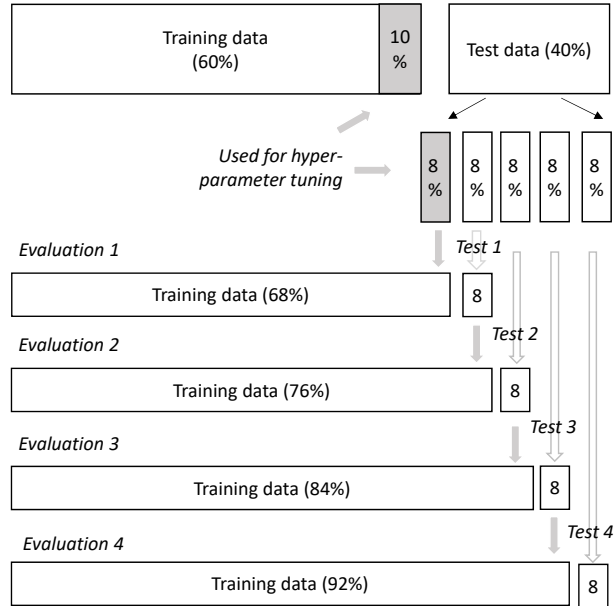 Training data
(60%)
10
%
Test data (40%)
Used for hyper-
parameter tuning
8
%
8
%
8
%
8
%
8
%
Evaluation 1
Test 1
Training data (68%)
8
Evaluation 2
Test 2
Training data (76%)
8
Evaluation 3
Test 3
Training data (84%)
8
Evaluation 4
Test 4
Training data (92%)
8